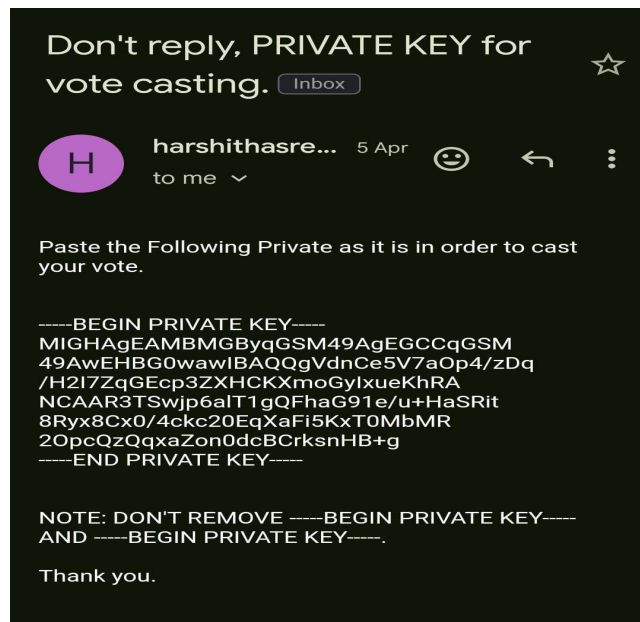 Don't reply, PRIVATE KEY for
vote casting. Inbox
H
harshithasre... 5 Apr
to me
Paste the Following Private as it is in order to cast
your vote.
-----BEGIN PRIVATE KEY-----
MIGHAgEAMBMGByqGSM49AgEGCCqGSM
49AwEHBG0wawIBAQQgVdnCe5V7aOp4/zDq
/H2I7ZqGEcp3ZXHCKXmoGyIxueKhRA
NCAAR3TSwjp6alT1gQFhaG91e/u+HaSRit
8Ryx8Cx0/4ckc20EqXaFi5KxT0MbMR
2OpcQzQqxaZon0dcBCrksnHB+g
-----END PRIVATE KEY-----
NOTE: DON'T REMOVE -----BEGIN PRIVATE KEY-----
AND -----BEGIN PRIVATE KEY-----.
Thank you.